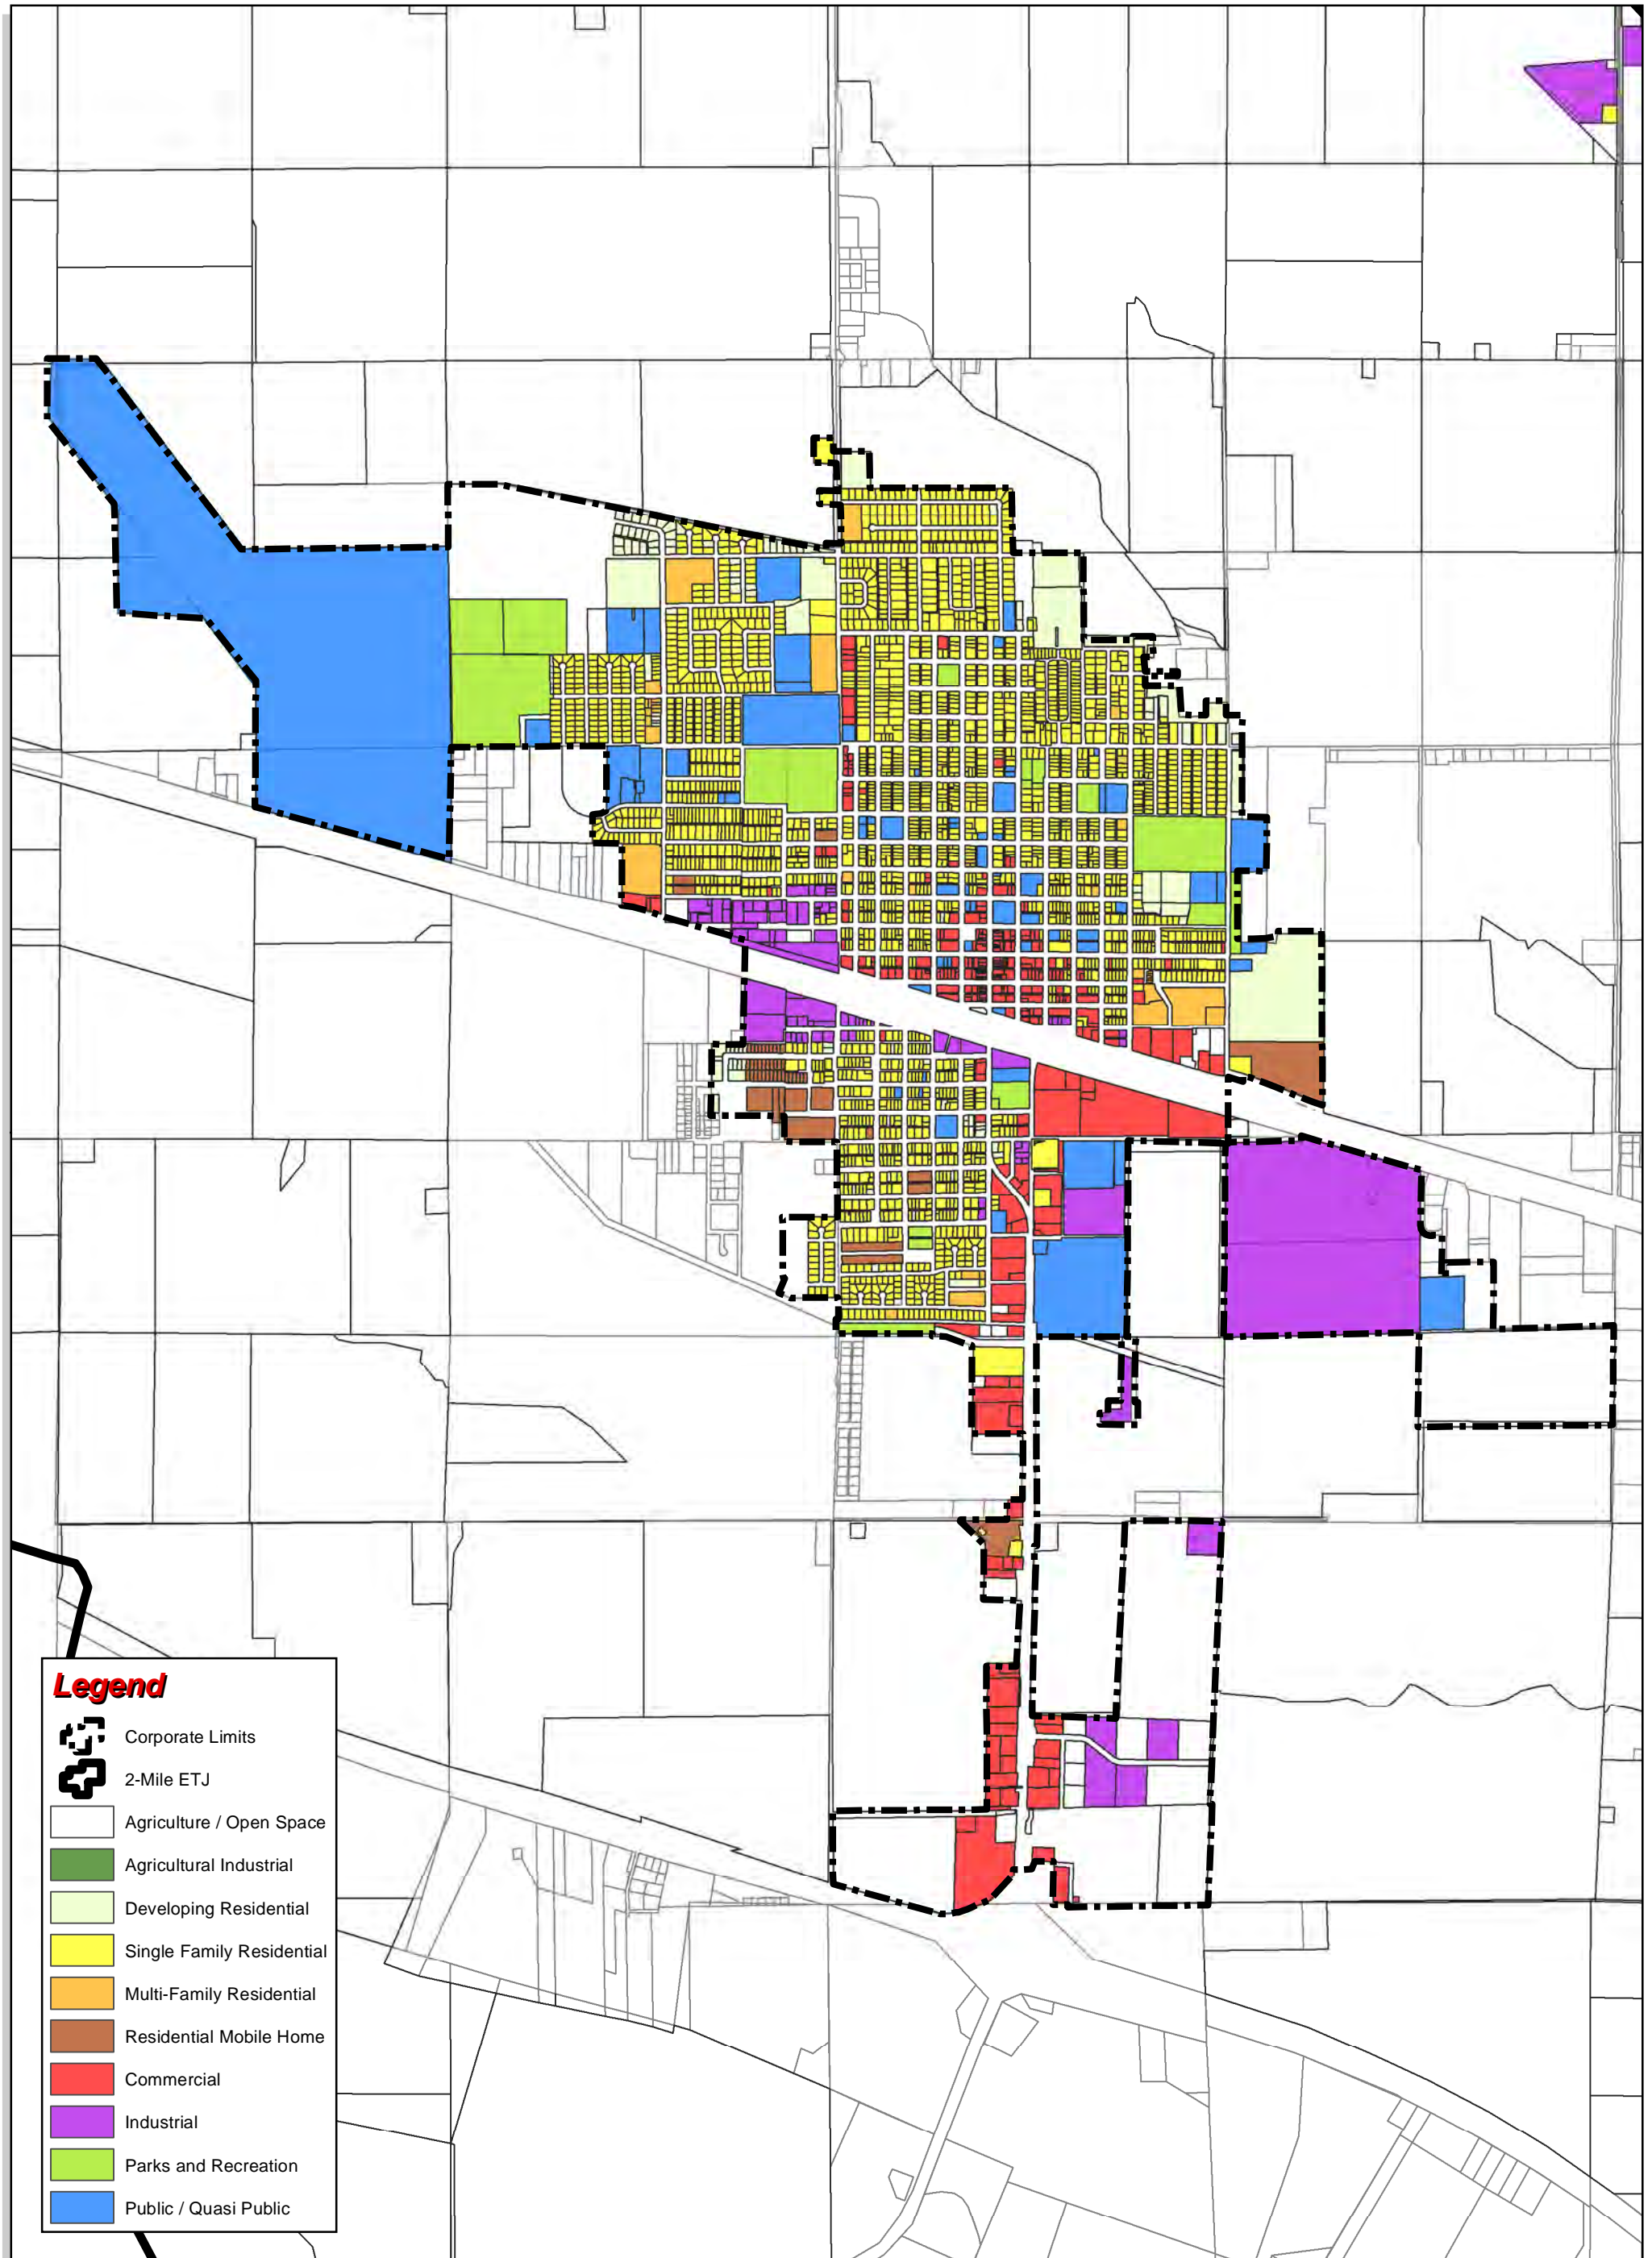 Legend
Corporate Limits
2-Mile ETJ
Agriculture / Open Space
Agricultural Industrial
Developing Residential
Single Family Residential
Multi-Family Residential
Residential Mobile Home
Commercial
Industrial
Parks and Recreation
Public / Quasi Public